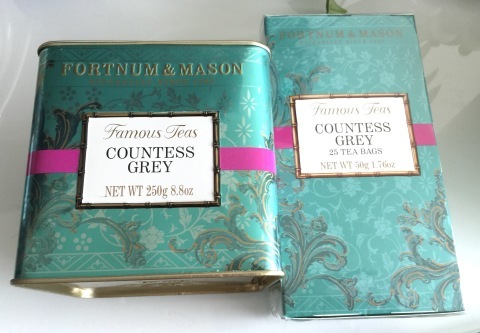 FORTNUM & MASON
Famous Teas
COUNTESS
GREY
NET WT 250g 8.8oz
FORTNUM & MASON
Famous Teas
COUNTESS
GREY
25 TEA BAGS
NET WT 50g 1.76oz